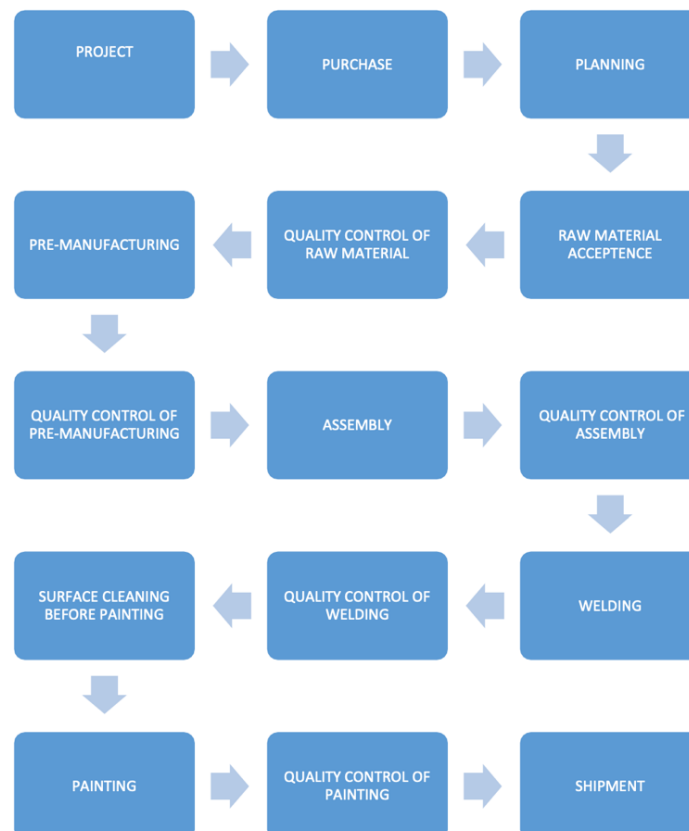 PROJECT
PURCHASE
PLANNING
RAW MATERIAL
ACCEPTENCE
QUALITY CONTROL OF
RAW MATERIAL
PRE-MANUFACTURING
QUALITY CONTROL OF
PRE-MANUFACTURING
ASSEMBLY
QUALITY CONTROL OF
ASSEMBLY
WELDING
QUALITY CONTROL OF
WELDING
SURFACE CLEANING
BEFORE PAINTING
PAINTING
QUALITY CONTROL OF
PAINTING
SHIPMENT